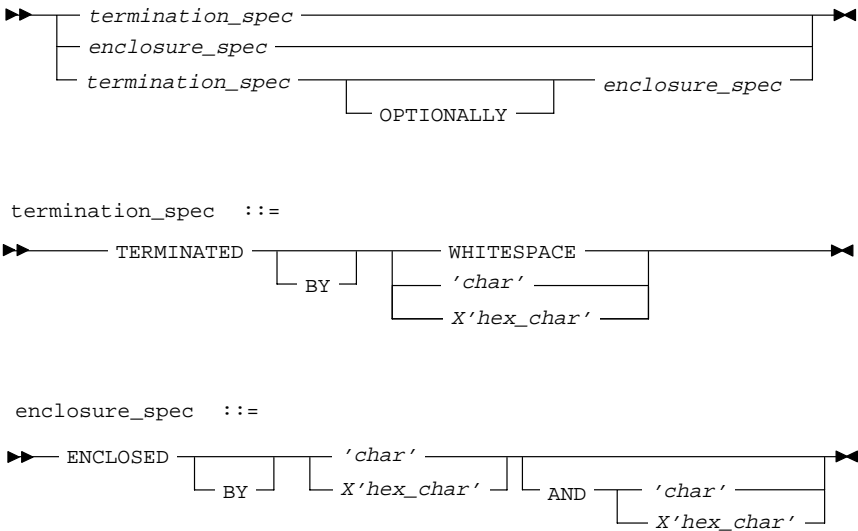 termination_spec
enclosure_spec
termination_spec enclosure_spec
OPTIONALLY
termination_spec ::=
TERMINATED WHITESPACE
BY 'char'
X'hex_char'
enclosure_spec ::=
ENCLOSED 'char'
BY X'hex_char' AND 'char'
X'hex_char'